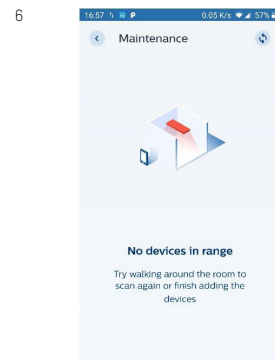 6
16:57
0.05 K/s 57%
Maintenance
No devices in range
Try walking around the room to
scan again or finish adding the
devices